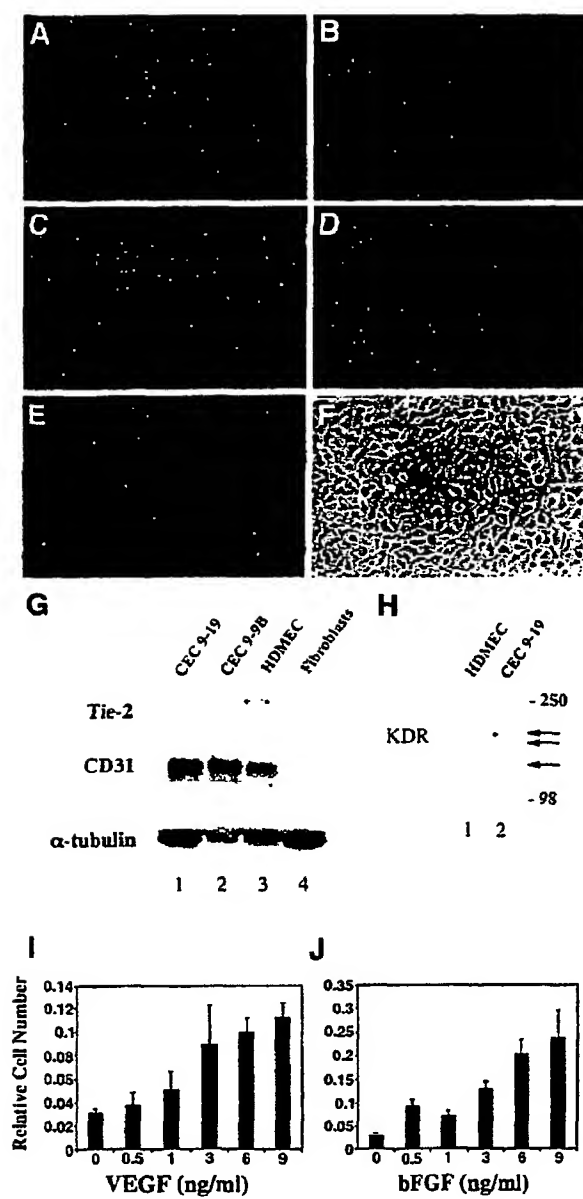 A B
C D
E F
G H
CEC 9-19 CEC 9-9B HDMEC Fibroblasts
HDMEC CEC 9-19
Tie-2
CD31
α-tubulin
1 2 3 4
- 250
KDR
- 98
1 2
I J
Relative Cell Number
0.14
0.12
0.1
0.08
0.06
0.04
0.02
0 0.5 1 3 6 9
VEGF (ng/ml)
0.35
0.3
0.25
0.2
0.15
0.1
0.05
0
0 0.5 1 3 6 9
bFGF (ng/ml)